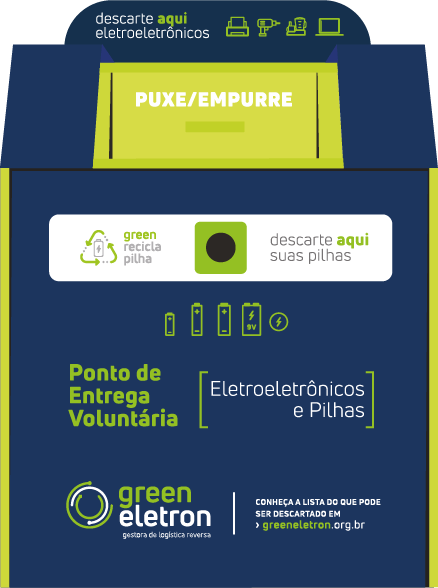 descarte aqui
eletroeletrônicos
PUXE/EMPURRE
green
recicla
pilha
descarte aqui
suas pilhas
9V
Ponto de
Entrega
Voluntária
Eletroeletrônicos
e Pilhas
green
eletron
gestora de logística reversa
CONHEÇA A LISTA DO QUE PODE
SER DESCARTADO EM
› greeneletron.org.br